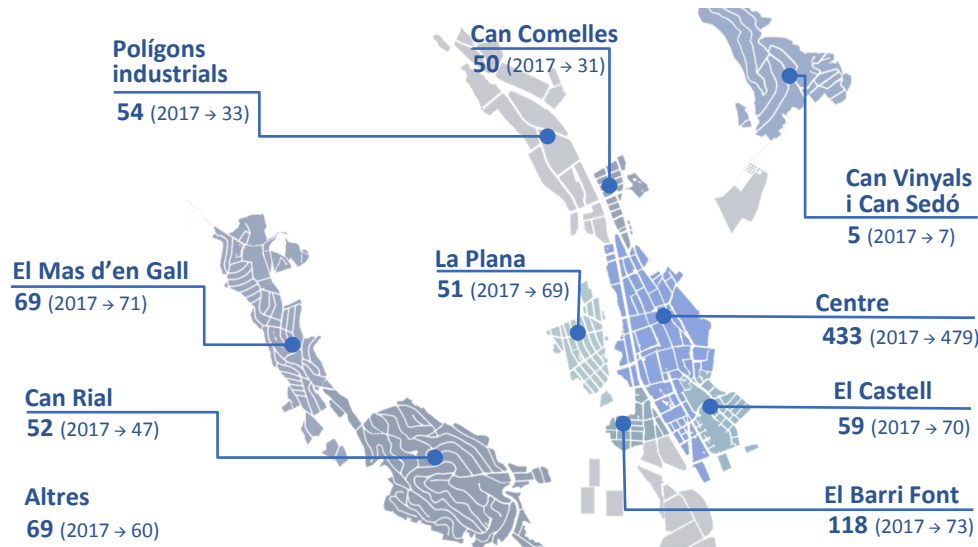 Polígons
industrials
54 (2017 → 33)
Can Comelles
50 (2017 → 31)
Can Vinyals
i Can Sedó
5 (2017 → 7)
El Mas d'en Gall
69 (2017 → 71)
La Plana
51 (2017 → 69)
Centre
433 (2017 → 479)
Can Rial
52 (2017 → 47)
El Castell
59 (2017 → 70)
Altres
69 (2017 → 60)
El Barri Font
118 (2017 → 73)